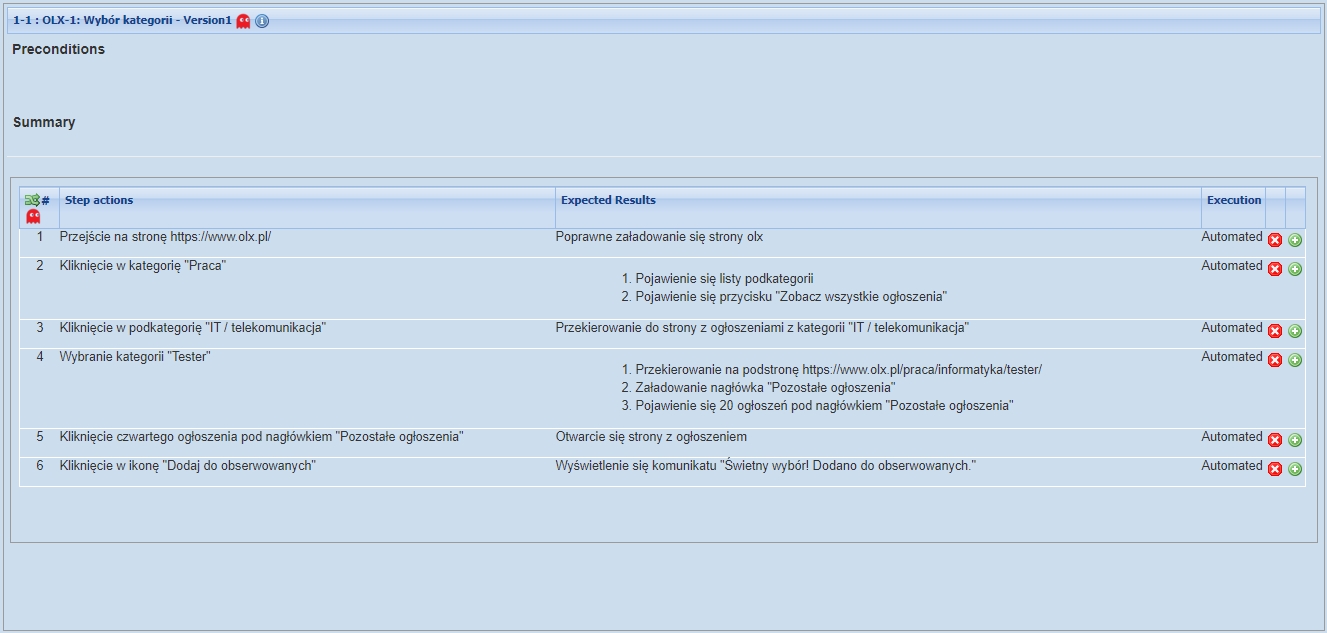 1-1 : OLX-1: Wybór kategorii - Version1
Preconditions
Summary
# Step actions Expected Results Execution
1 Przejście na stronę https://www.olx.pl/ Poprawne załadowanie się strony olx Automated
2 Kliknięcie w kategorię "Praca" Automated
1. Pojawienie się listy podkategorii
2. Pojawienie się przycisku "Zobacz wszystkie ogłoszenia"
3 Kliknięcie w podkategorię "IT / telekomunikacja" Przekierowanie do strony z ogłoszeniami z kategorii "IT / telekomunikacja" Automated
4 Wybranie kategorii "Tester" Automated
1. Przekierowanie na podstronę https://www.olx.pl/praca/informatyka/tester/
2. Załadowanie nagłówka "Pozostałe ogłoszenia"
3. Pojawienie się 20 ogłoszeń pod nagłówkiem "Pozostałe ogłoszenia"
5 Kliknięcie czwartego ogłoszenia pod nagłówkiem "Pozostałe ogłoszenia" Otwarcie się strony z ogłoszeniem Automated
6 Kliknięcie w ikonę "Dodaj do obserwowanych" Wyświetlenie się komunikatu "Świetny wybór! Dodano do obserwowanych." Automated